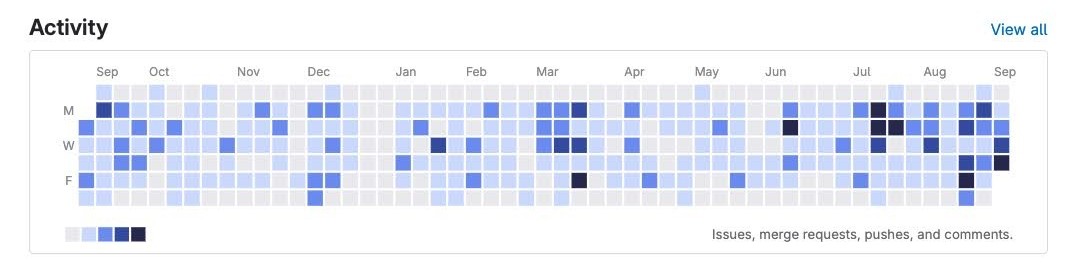 Activity
View all
Sep Oct Nov Dec Jan Feb Mar Apr May Jun Jul Aug Sep
M
W
F
Issues, merge requests, pushes, and comments.